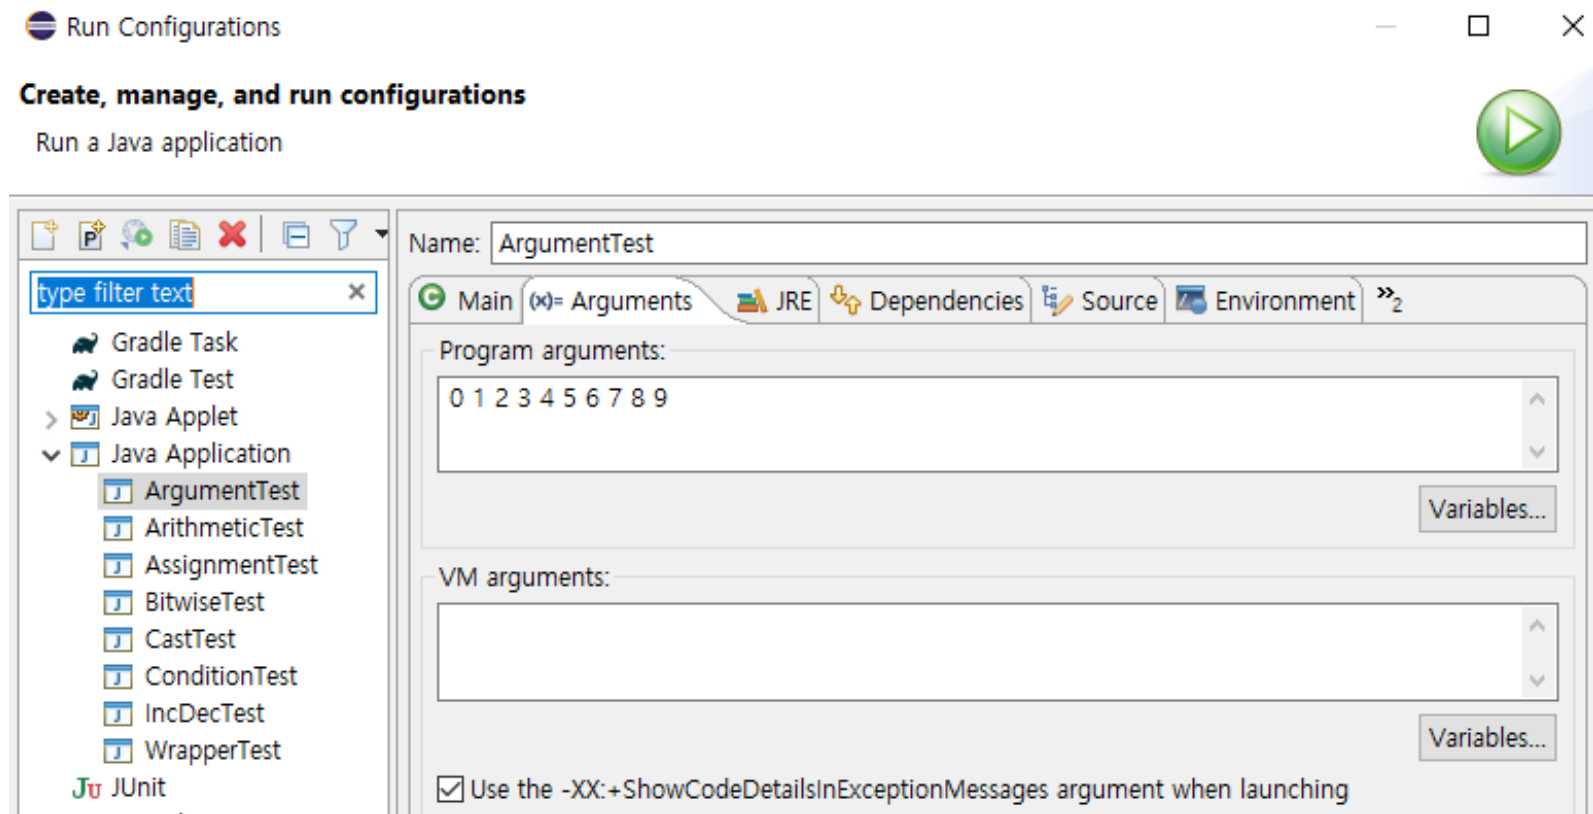 Run Configurations
Create, manage, and run configurations
Run a Java application
type filter text
Gradle Task
Gradle Test
Java Applet
Java Application
ArgumentTest
ArithmeticTest
AssignmentTest
BitwiseTest
CastTest
ConditionTest
IncDecTest
WrapperTest
JUnit
Name: ArgumentTest
Main (x)= Arguments JRE Dependencies Source Environment »2
Program arguments:
0 1 2 3 4 5 6 7 8 9
Variables...
VM arguments:
Variables...
Use the -XX:+ShowCodeDetailsInExceptionMessages argument when launching